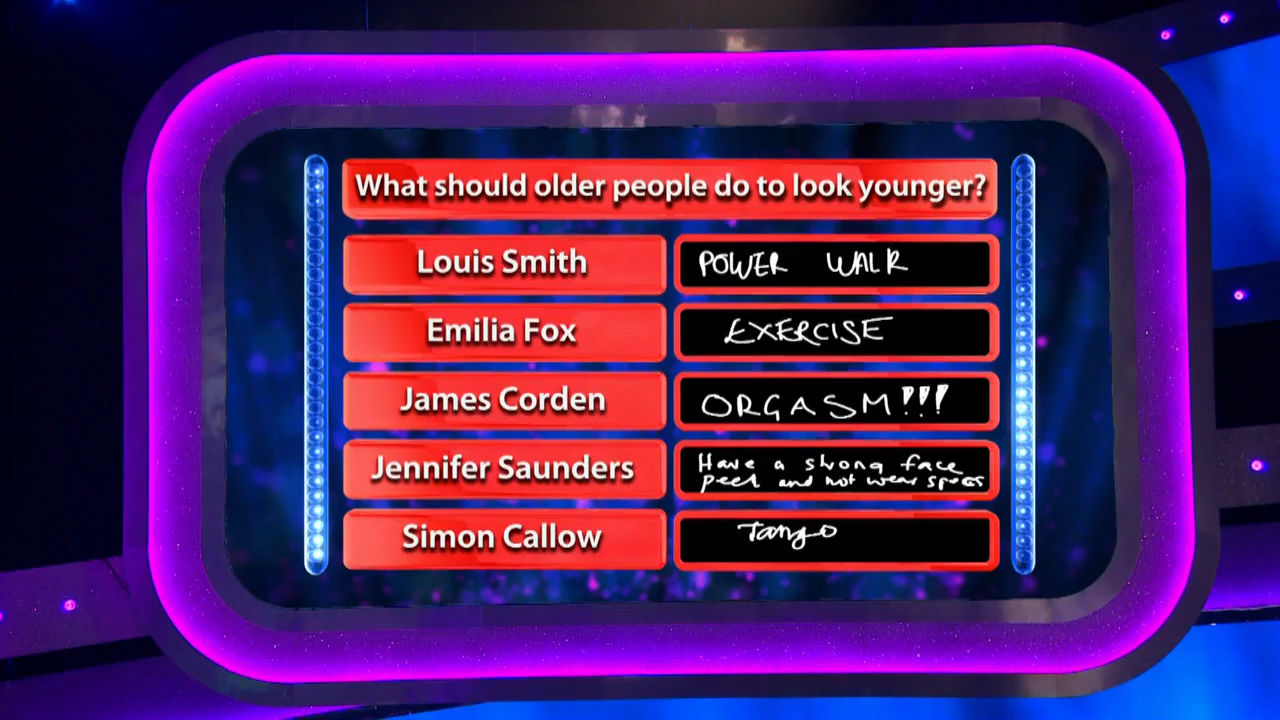 What should older people do to look younger?
Louis Smith
POWER WALK
Emilia Fox
EXERCISE
James Corden
ORGASM!!!
Jennifer Saunders
Have a strong face
peel and not wear specs
Simon Callow
Tango